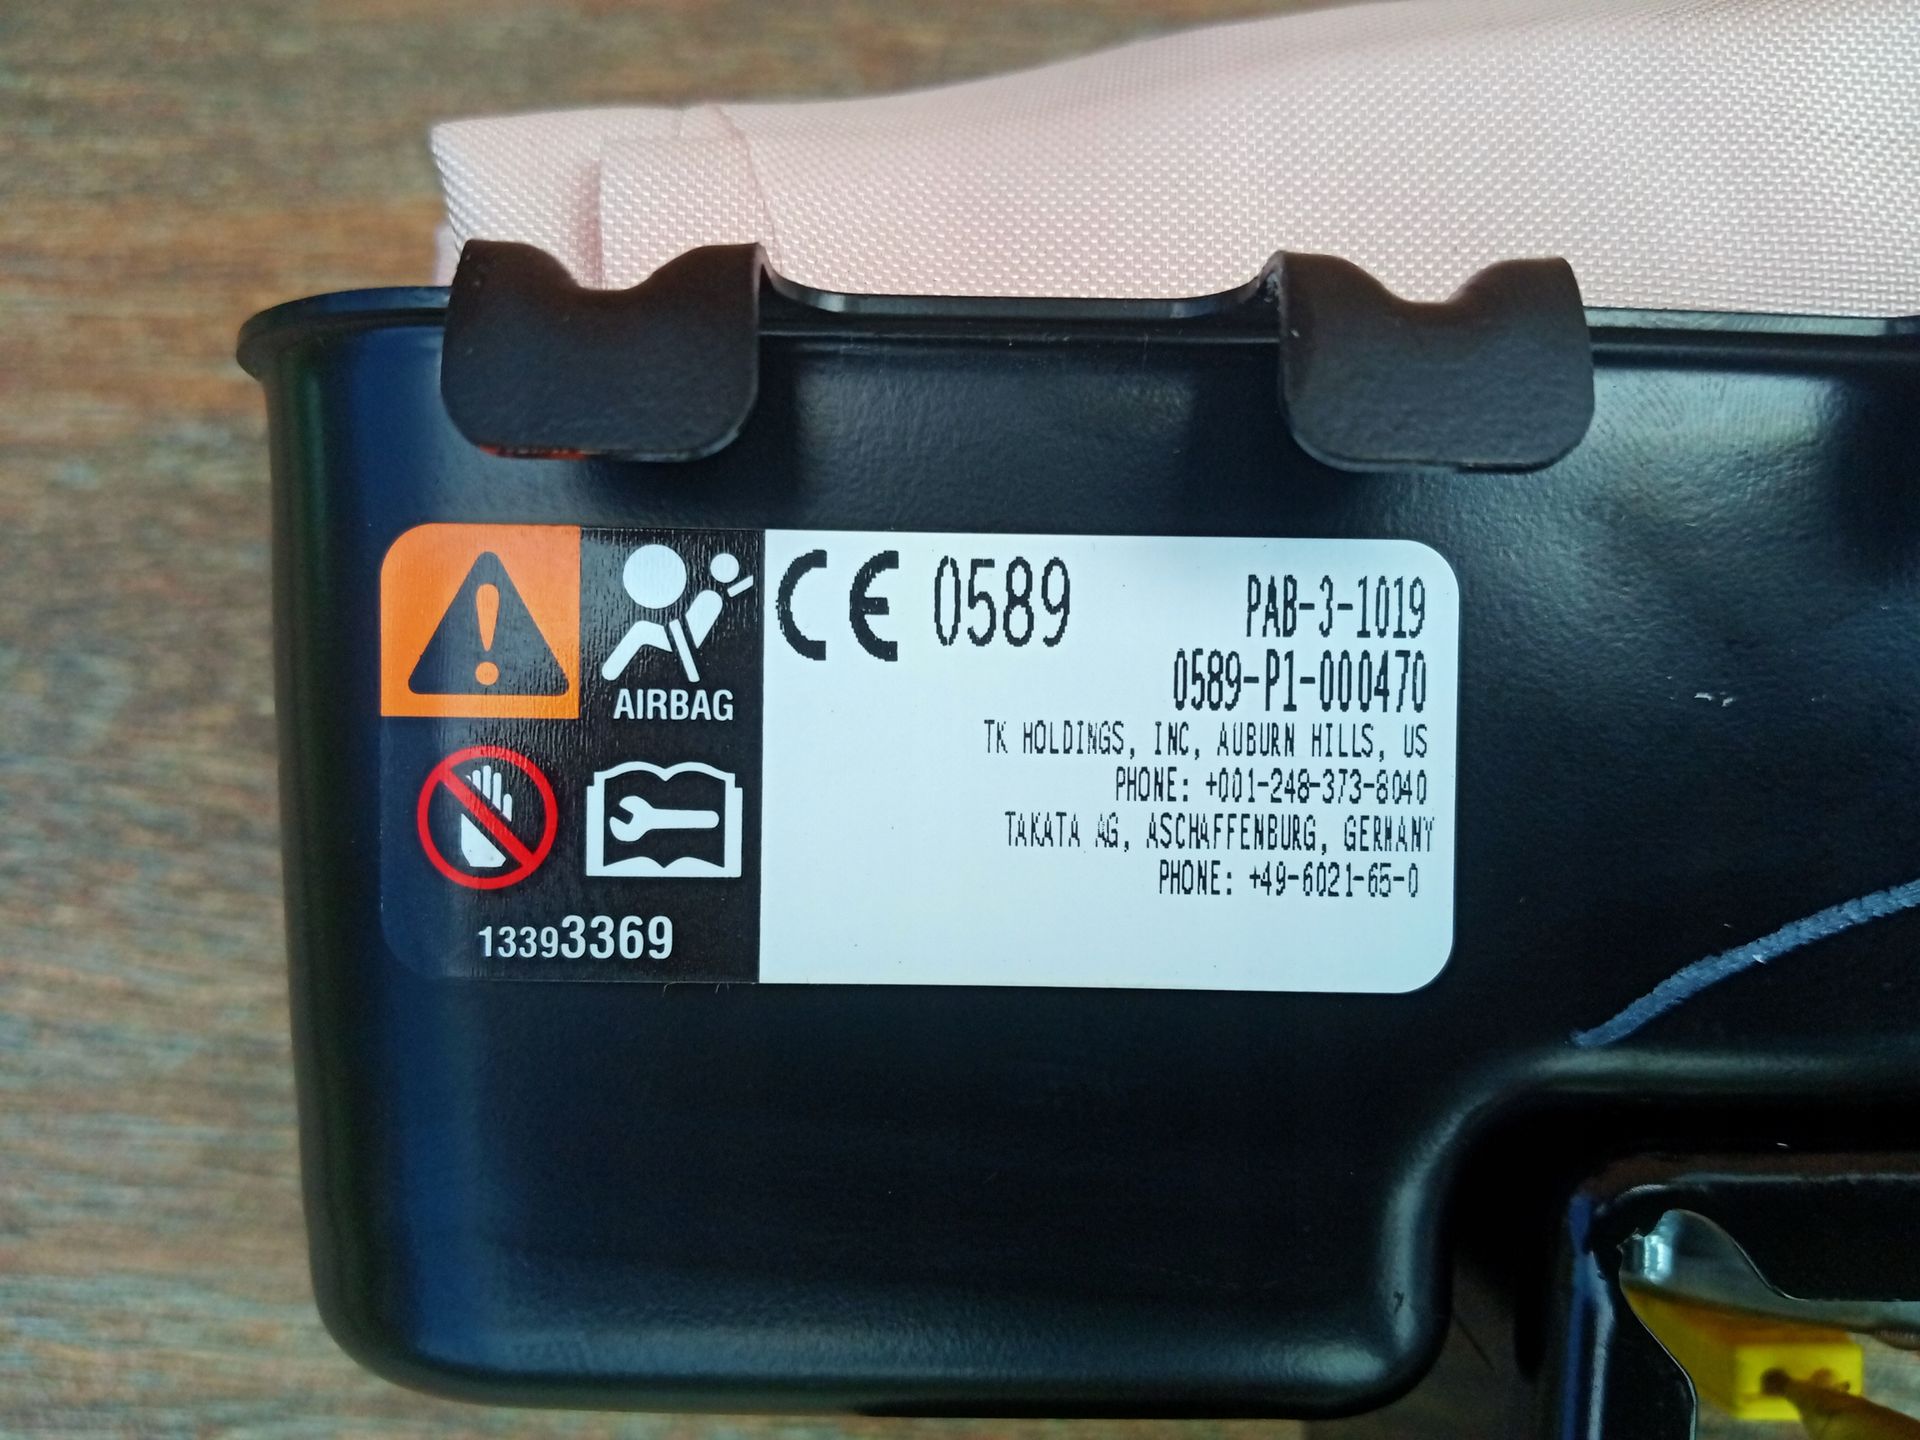 AIRBAG
13393369
CE 0589
PAB-3-1019
0589-P1-000470
TK HOLDINGS, INC, AUBURN HILLS, US
PHONE: +001-248-373-8040
TAKATA AG, ASCHAFFENBURG, GERMANY
PHONE: +49-6021-65-0